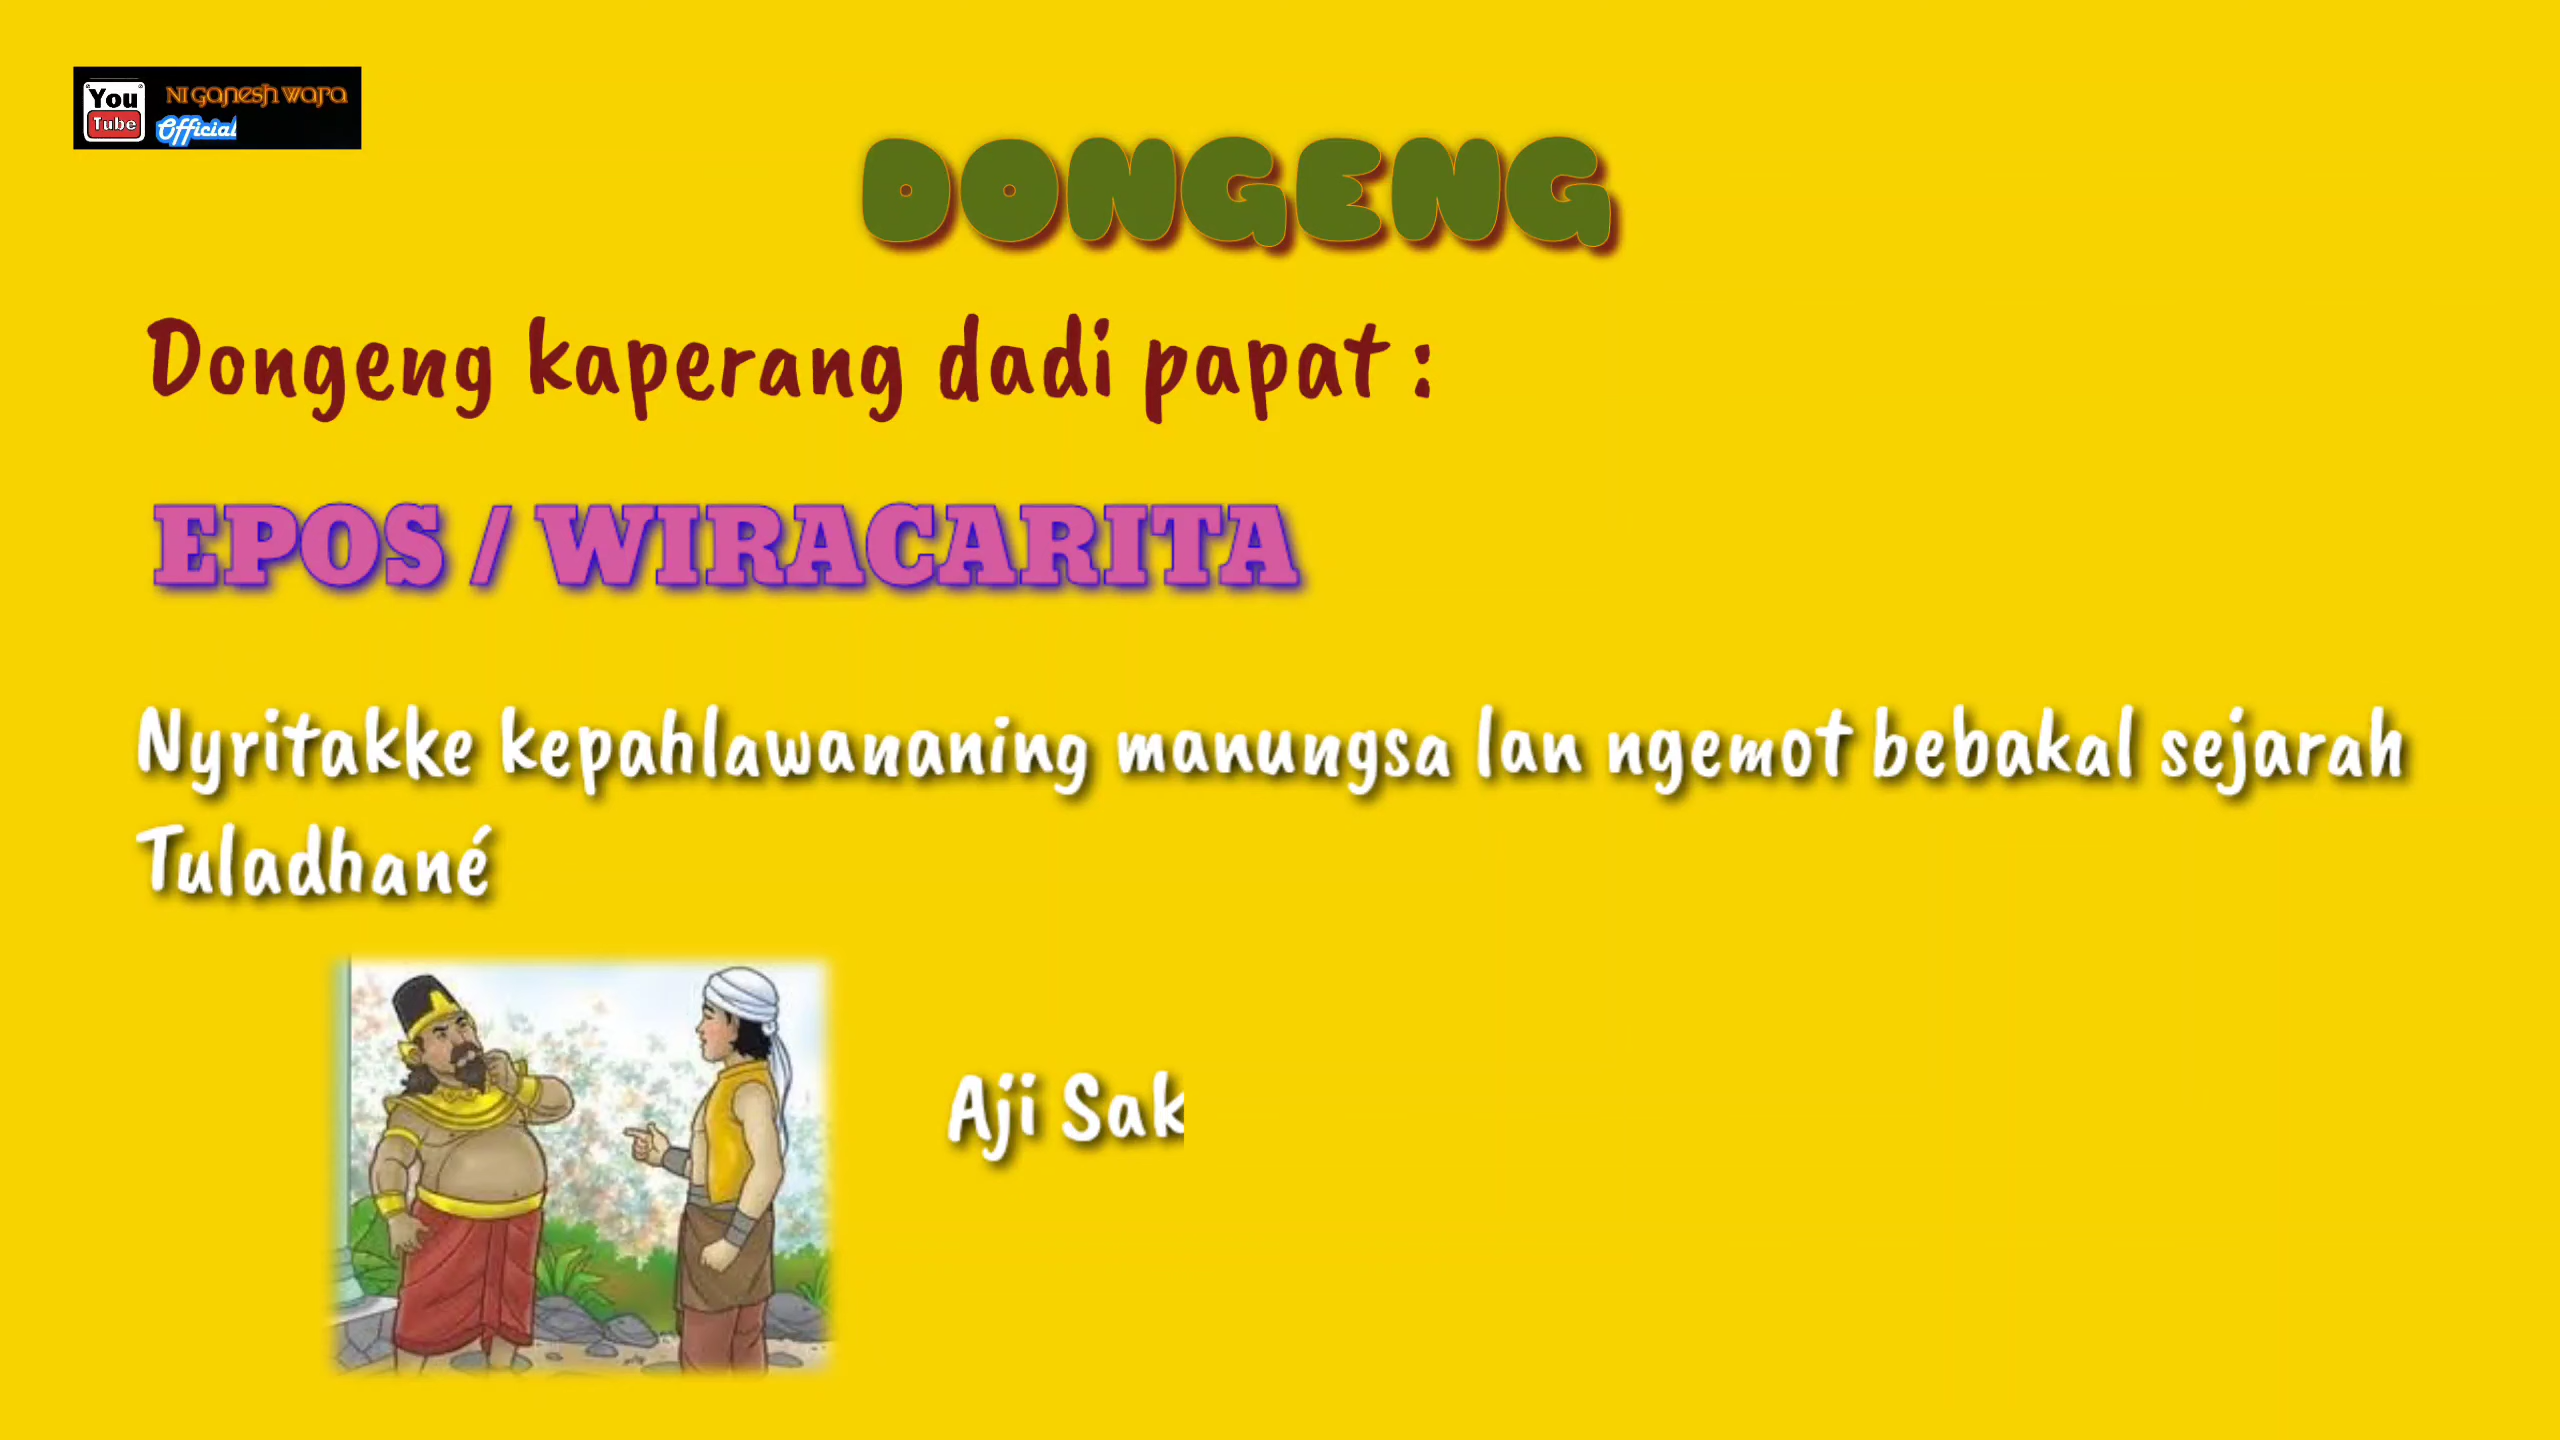 You
Tube
NI GANESH WARA
Official
DONGENG
Dongeng kaperang dadi papat :
EPOS / WIRACARITA
Nyritakke kepahlawananing manungsa lan ngemot bebakal sejarah
Tuladhané
Aji Sak